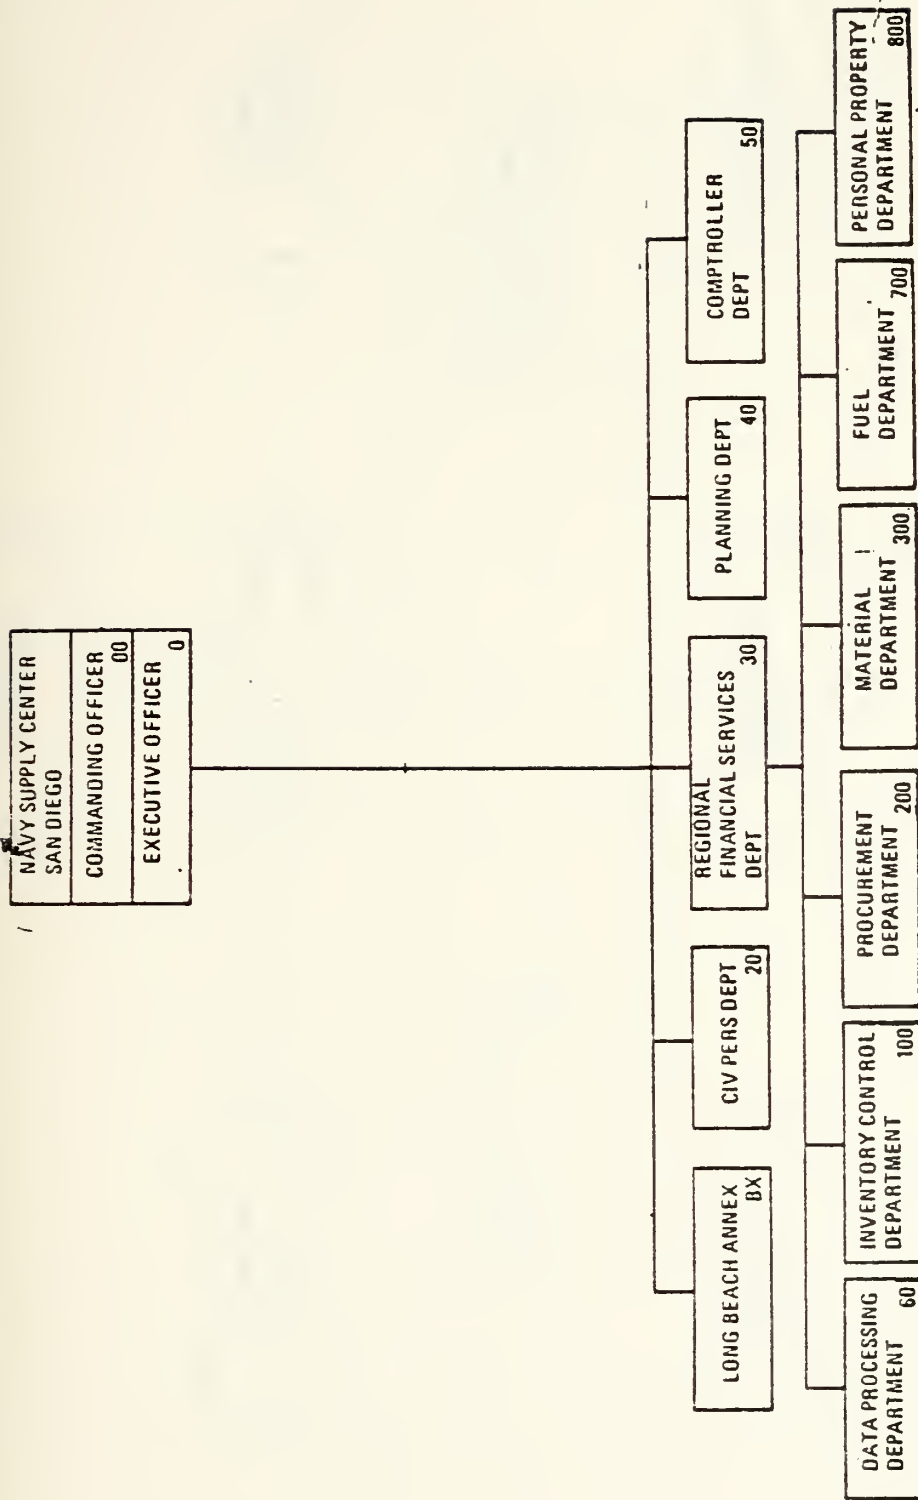 NAVY SUPPLY CENTER
SAN DIEGO
COMMANDING OFFICER
00
EXECUTIVE OFFICER
0
LONG BEACH ANNEX
BX
CIV PERS DEPT
20
REGIONAL
FINANCIAL SERVICES
DEPT
30
PLANNING DEPT
40
COMPTROLLER
DEPT
50
DATA PROCESSING
DEPARTMENT
60
INVENTORY CONTROL
DEPARTMENT
100
PROCUREMENT
DEPARTMENT
200
MATERIAL
DEPARTMENT
300
FUEL
DEPARTMENT
700
PERSONAL PROPERTY
DEPARTMENT
800